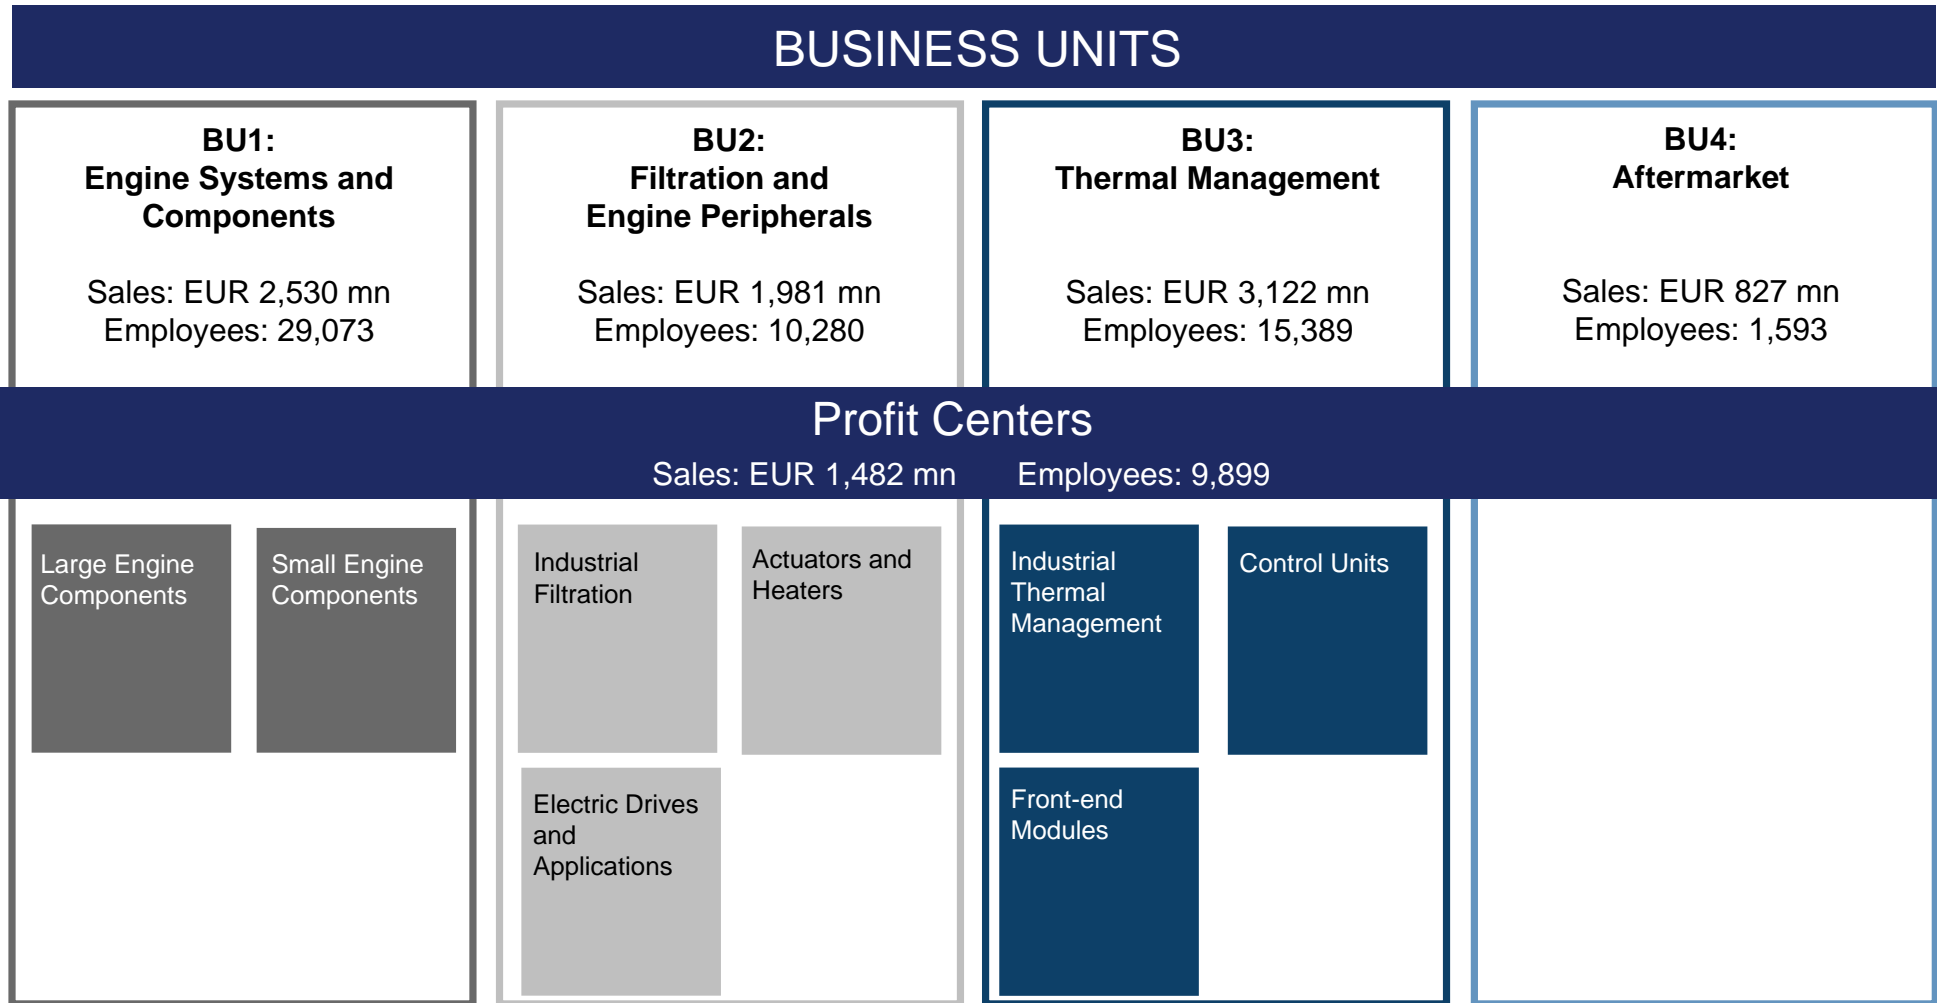 BUSINESS UNITS
BU1:
Engine Systems and
Components
Sales: EUR 2,530 mn
Employees: 29,073
BU2:
Filtration and
Engine Peripherals
Sales: EUR 1,981 mn
Employees: 10,280
BU3:
Thermal Management
Sales: EUR 3,122 mn
Employees: 15,389
BU4:
Aftermarket
Sales: EUR 827 mn
Employees: 1,593
Profit Centers
Sales: EUR 1,482 mn Employees: 9,899
Large Engine
Components
Small Engine
Components
Industrial
Filtration
Actuators and
Heaters
Electric Drives
and
Applications
Industrial
Thermal
Management
Control Units
Front-end
Modules